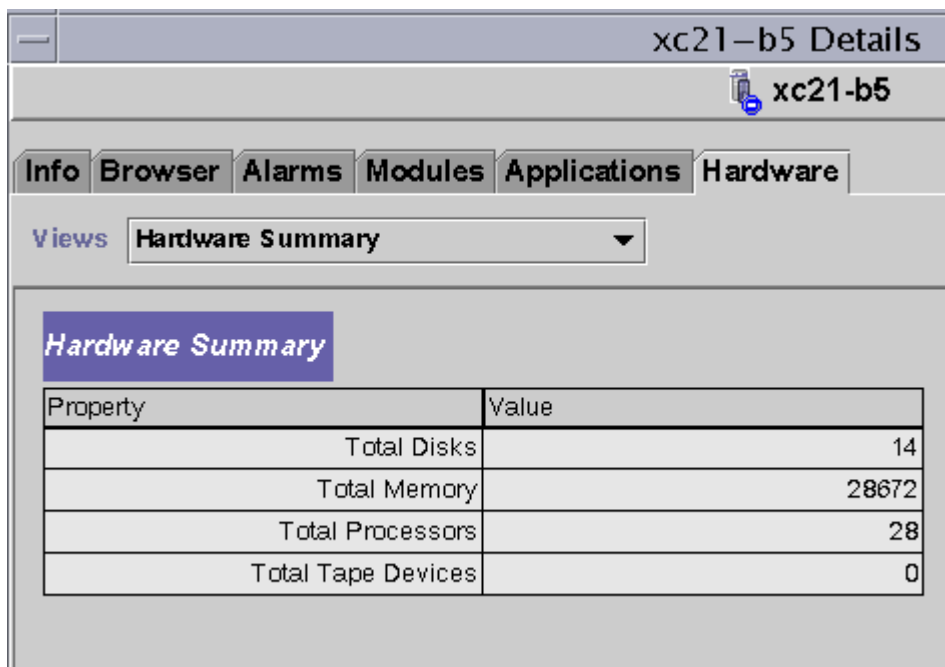 xc21–b5 Details
xc21-b5
Info Browser Alarms Modules Applications Hardware
Views Hardware Summary
Hardware Summary
Property Value
Total Disks 14
Total Memory 28672
Total Processors 28
Total Tape Devices 0